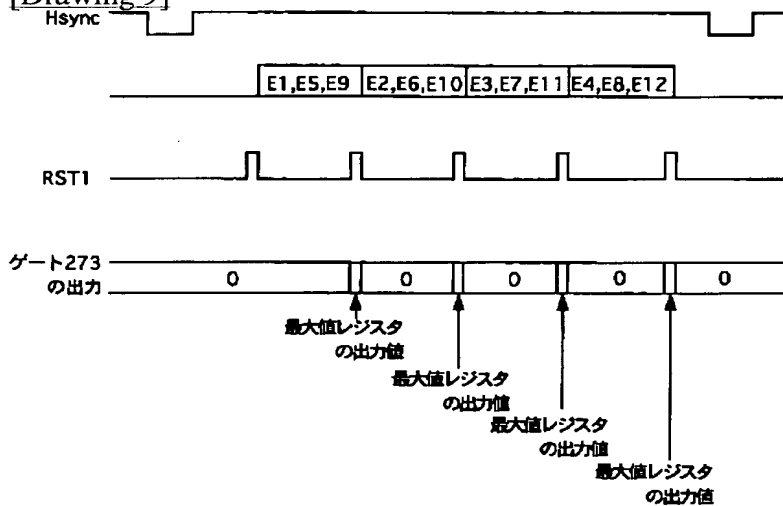 [Drawing 9]
Hsync
E1,E5,E9 E2,E6,E10 E3,E7,E11 E4,E8,E12
RST1
ゲート273
の出力
0 0 0 0 0
最大値レジスタ
の出力値
最大値レジスタ
の出力値
最大値レジスタ
の出力値
最大値レジスタ
の出力値